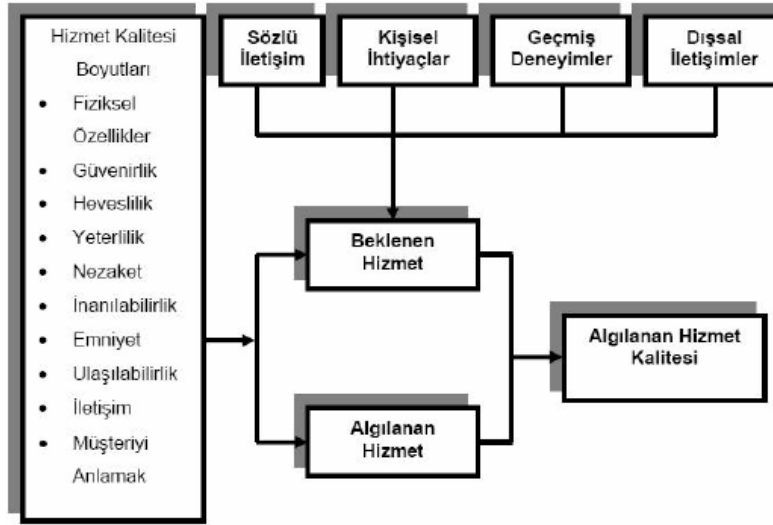 Hizmet Kalitesi
Boyutları
• Fiziksel
Özellikler
• Güvenirlik
• Heveslilik
• Yeterlilik
• Nezaket
• İnanılabilirlik
• Emniyet
• Ulaşılabilirlik
• İletişim
• Müşteriyi
Anlamak
Sözlü
İletişim
Kişisel
İhtiyaçlar
Geçmiş
Deneyimler
Dışsal
İletişimler
Beklenen
Hizmet
Algılanan
Hizmet
Algılanan Hizmet
Kalitesi